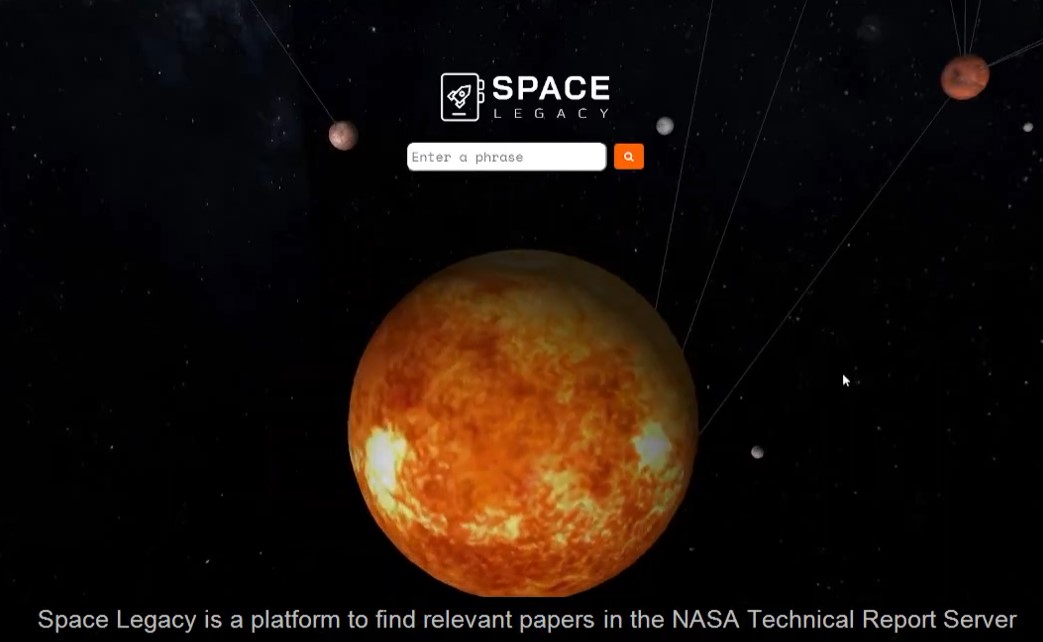 SPACE
LEGACY
Enter a phrase
Space Legacy is a platform to find relevant papers in the NASA Technical Report Server